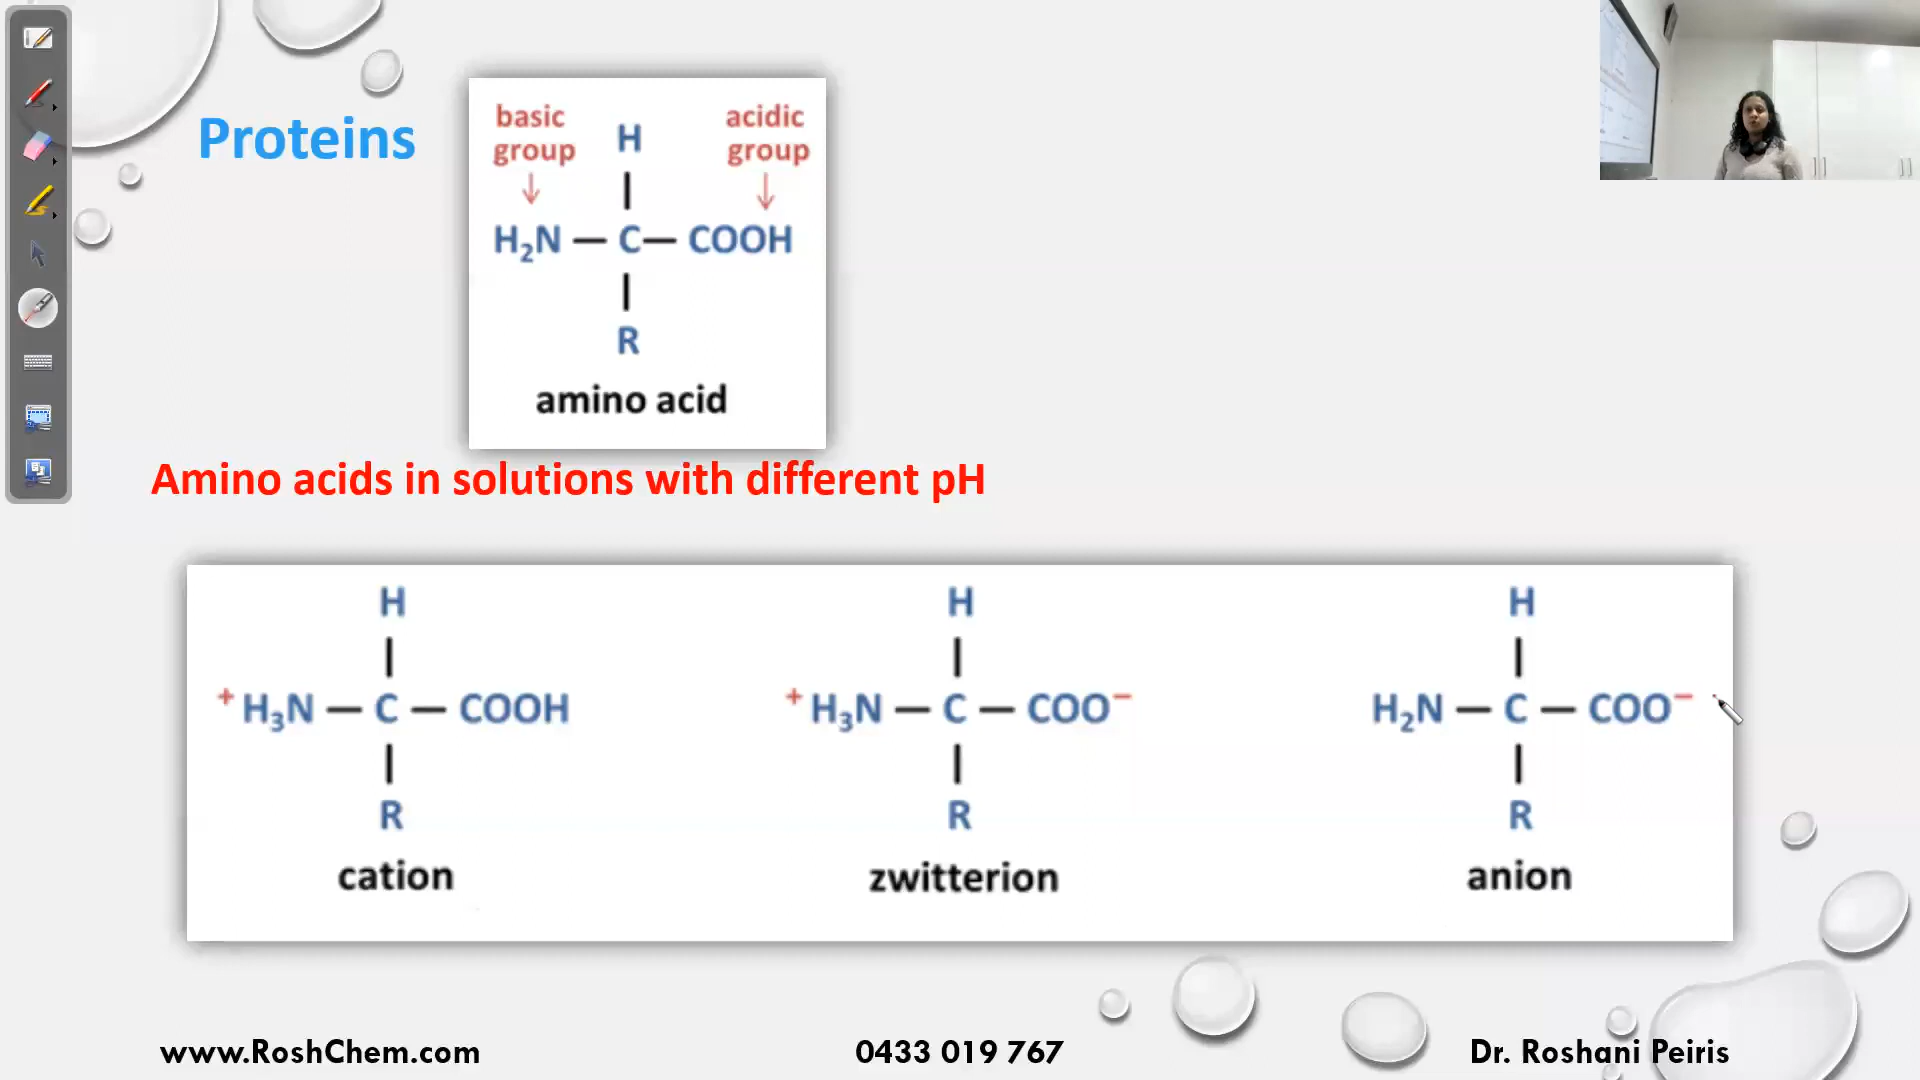 Proteins
basic
group
acidic
group
H
H₂N — C — COOH
R
amino acid
Amino acids in solutions with different pH
H
⁺H₃N — C — COOH
R
cation
H
⁺H₃N — C — COO⁻
R
zwitterion
H
H₂N — C — COO⁻
R
anion
www.RoshChem.com
0433 019 767
Dr. Roshani Peiris